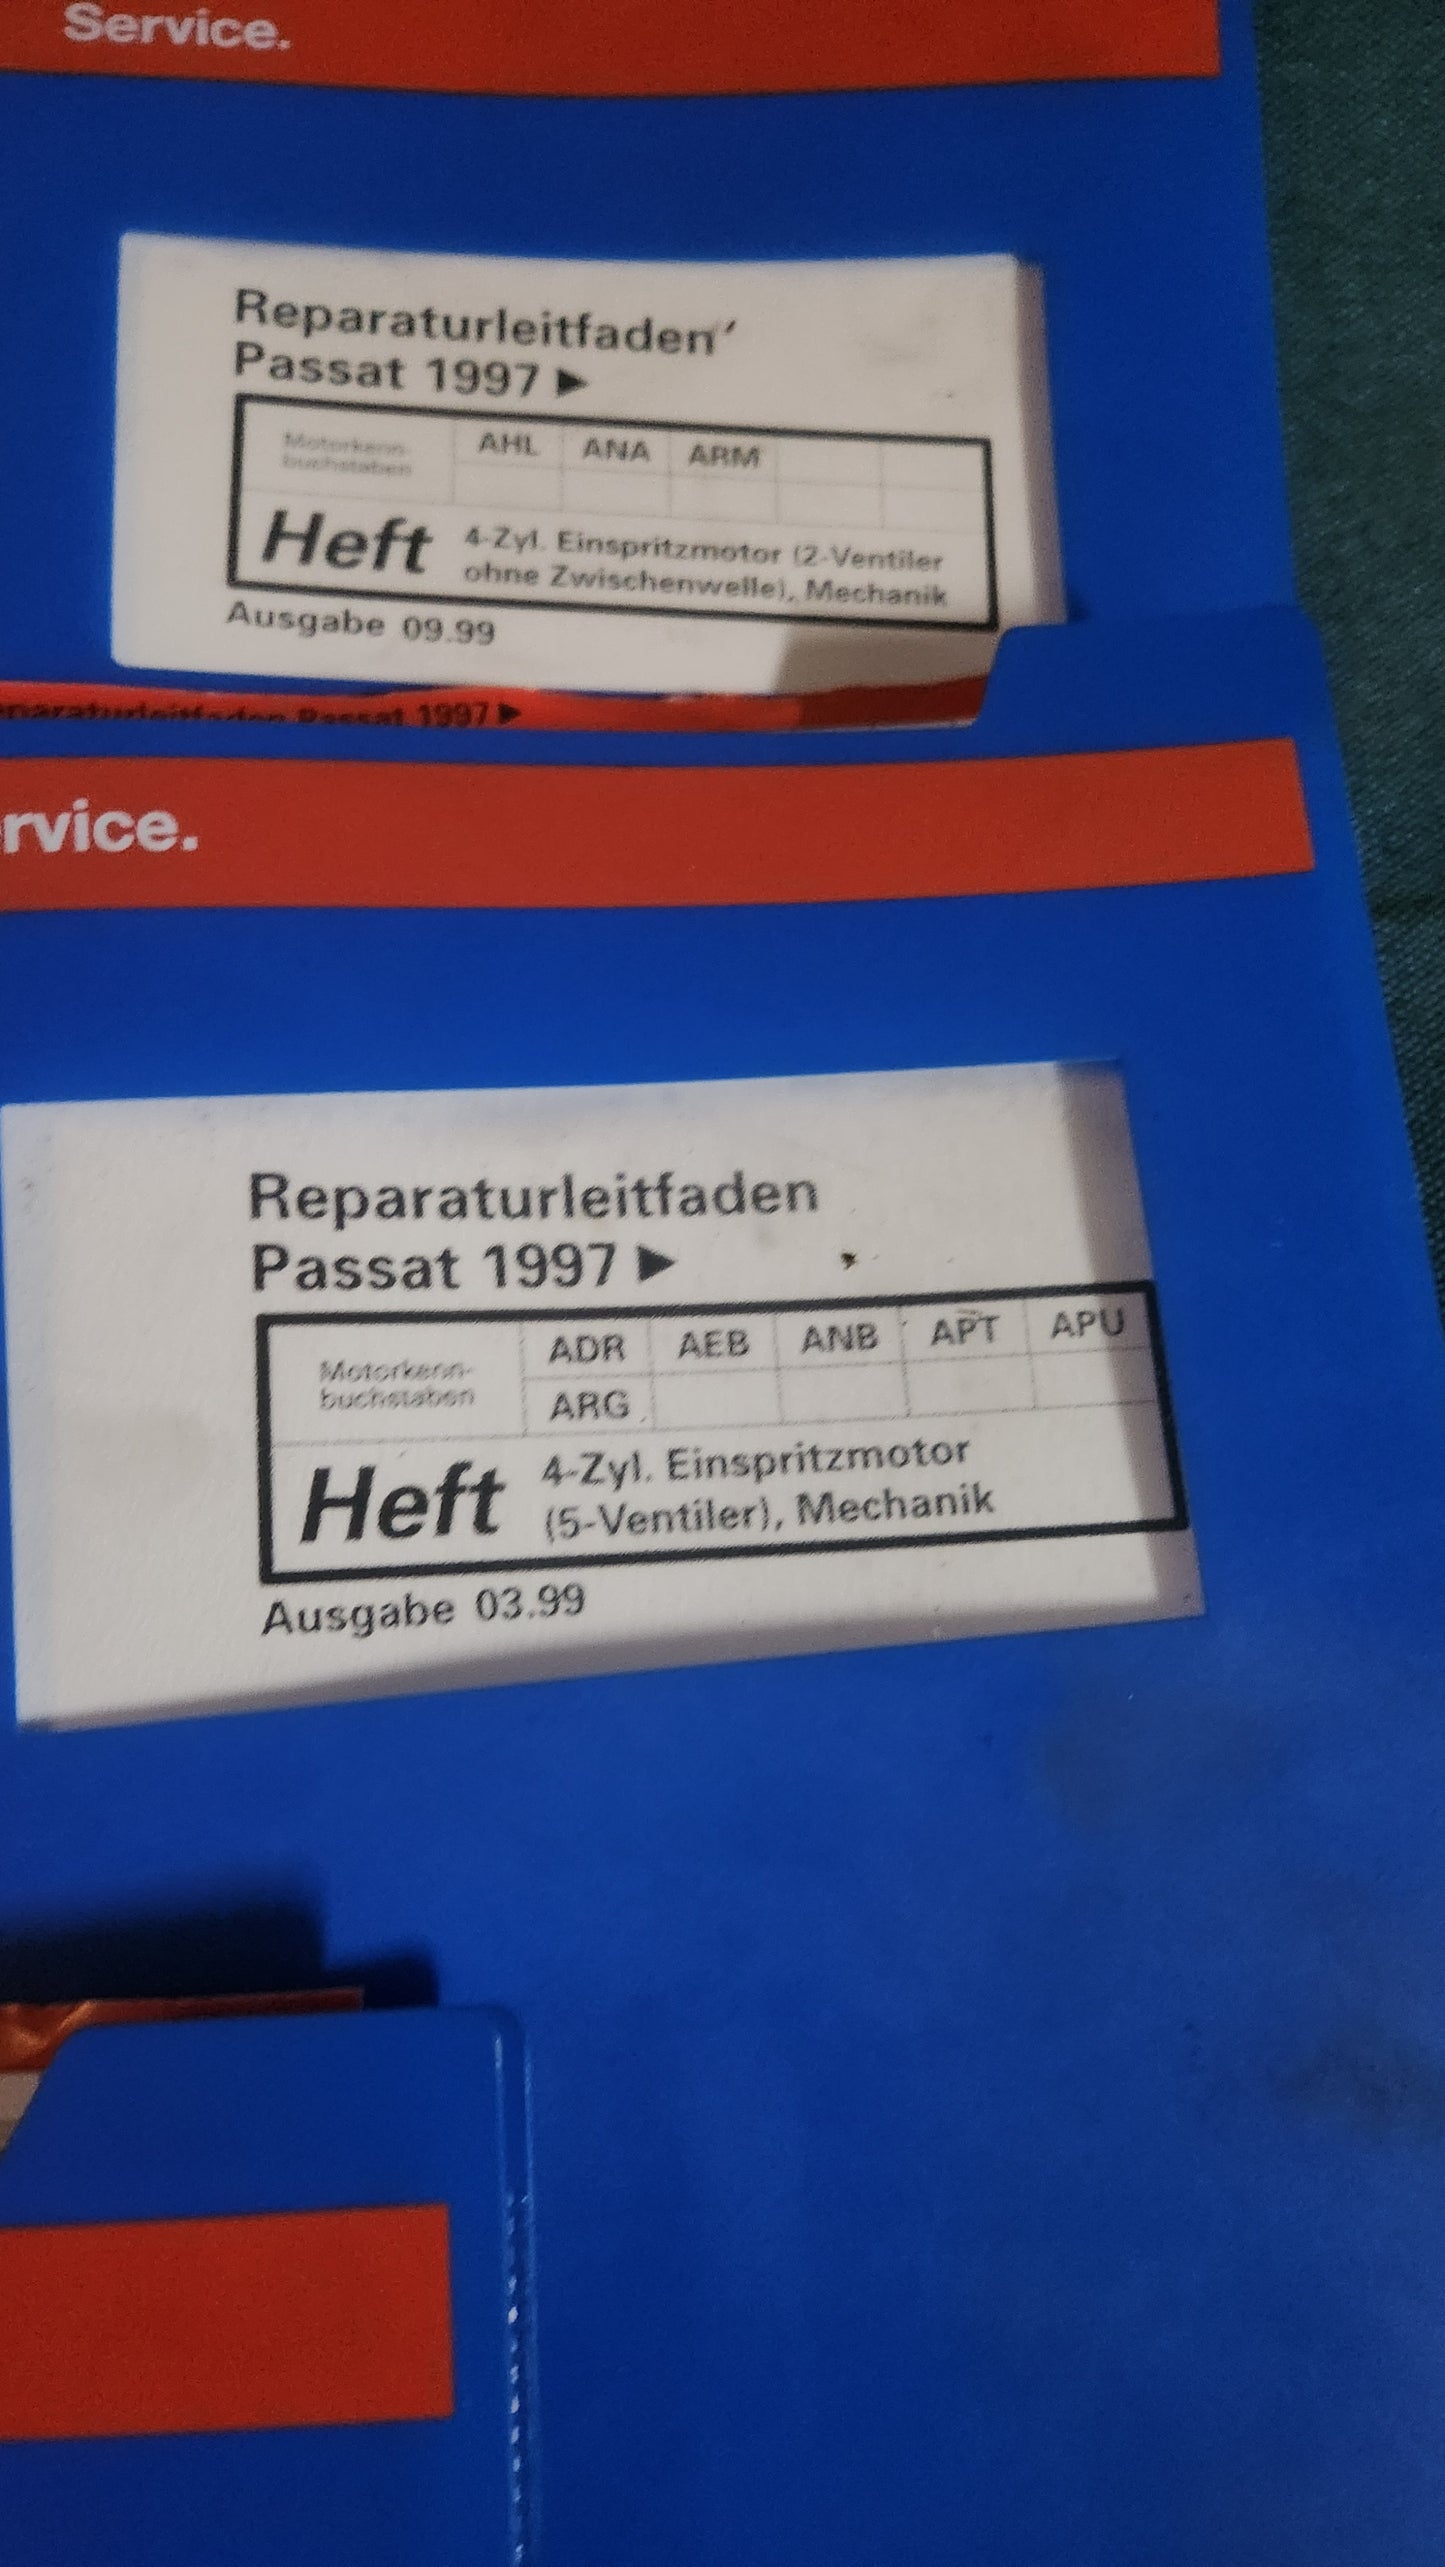 Service.
Reparaturleitfaden
Passat 1997 ►
Motorkenn-
buchstaben
AHL ANA ARM
Heft 4-Zyl. Einspritzmotor (2-Ventiler
ohne Zwischenwelle), Mechanik
Ausgabe 09.99
eparaturleitfaden Passat 1997 ►
rvice.
Reparaturleitfaden
Passat 1997 ►
Motorkenn-
buchstaben
ADR AEB ANB APT APU
ARG
Heft 4-Zyl. Einspritzmotor
(5-Ventiler), Mechanik
Ausgabe 03.99